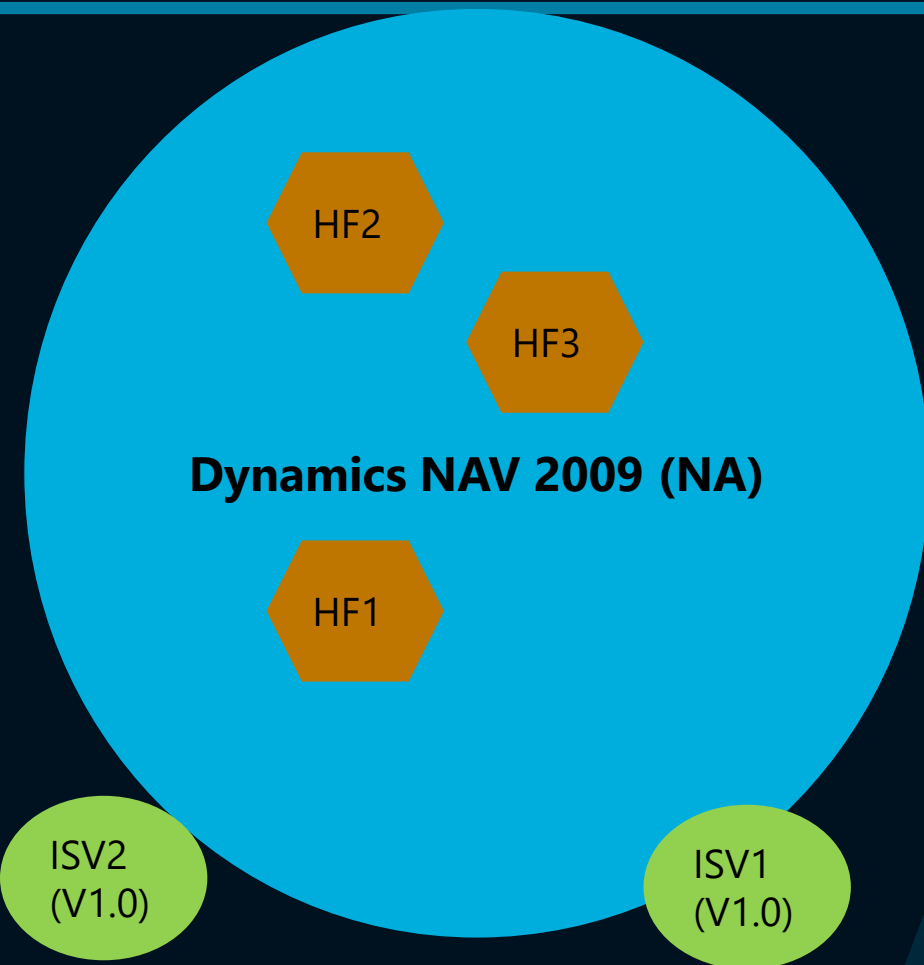 HF2
HF3
Dynamics NAV 2009 (NA)
HF1
ISV2
(V1.0)
ISV1
(V1.0)